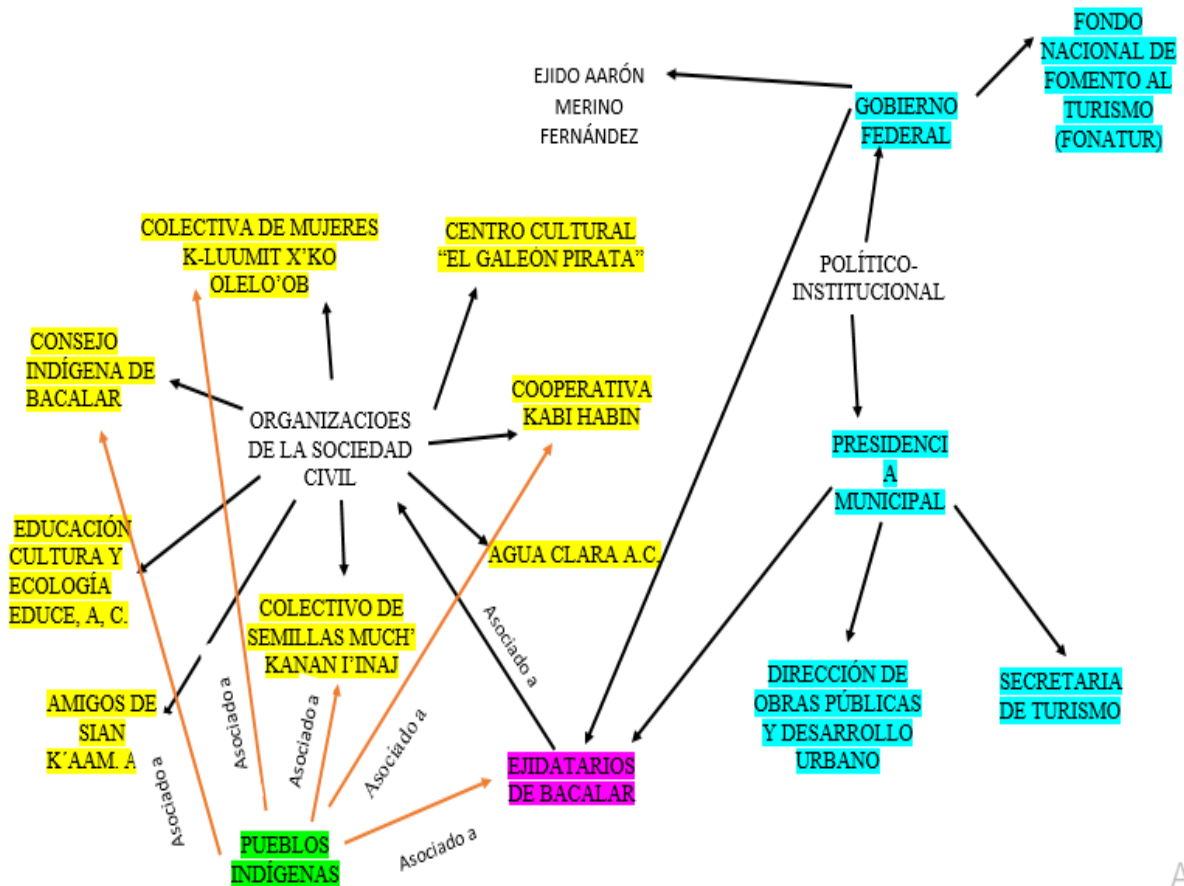 FONDO
NACIONAL DE
FOMENTO AL
TURISMO
(FONATUR)
EJIDO AARÓN
MERINO
FERNÁNDEZ
GOBIERNO
FEDERAL
COLECTIVA DE MUJERES
K-LUUMIT X’KO
OLELO’OB
CENTRO CULTURAL
“EL GALEÓN PIRATA”
POLÍTICO-
INSTITUCIONAL
CONSEJO
INDÍGENA DE
BACALAR
ORGANIZACIOES
DE LA SOCIEDAD
CIVIL
COOPERATIVA
KABI HABIN
PRESIDENCI
A
MUNICIPAL
EDUCACIÓN
CULTURA Y
ECOLOGÍA
EDUCE, A, C.
AGUA CLARA A.C.
COLECTIVO DE
SEMILLAS MUCH’
KANAN I’INAJ
Asociado a
DIRECCIÓN DE
OBRAS PÚBLICAS
Y DESARROLLO
URBANO
SECRETARIA
DE TURISMO
AMIGOS DE
SIAN
K´AAM. A
Asociado a
Asociado a
Asociado a
Asociado a
EJIDATARIOS
DE BACALAR
Asociado a
PUEBLOS
INDÍGENAS
A